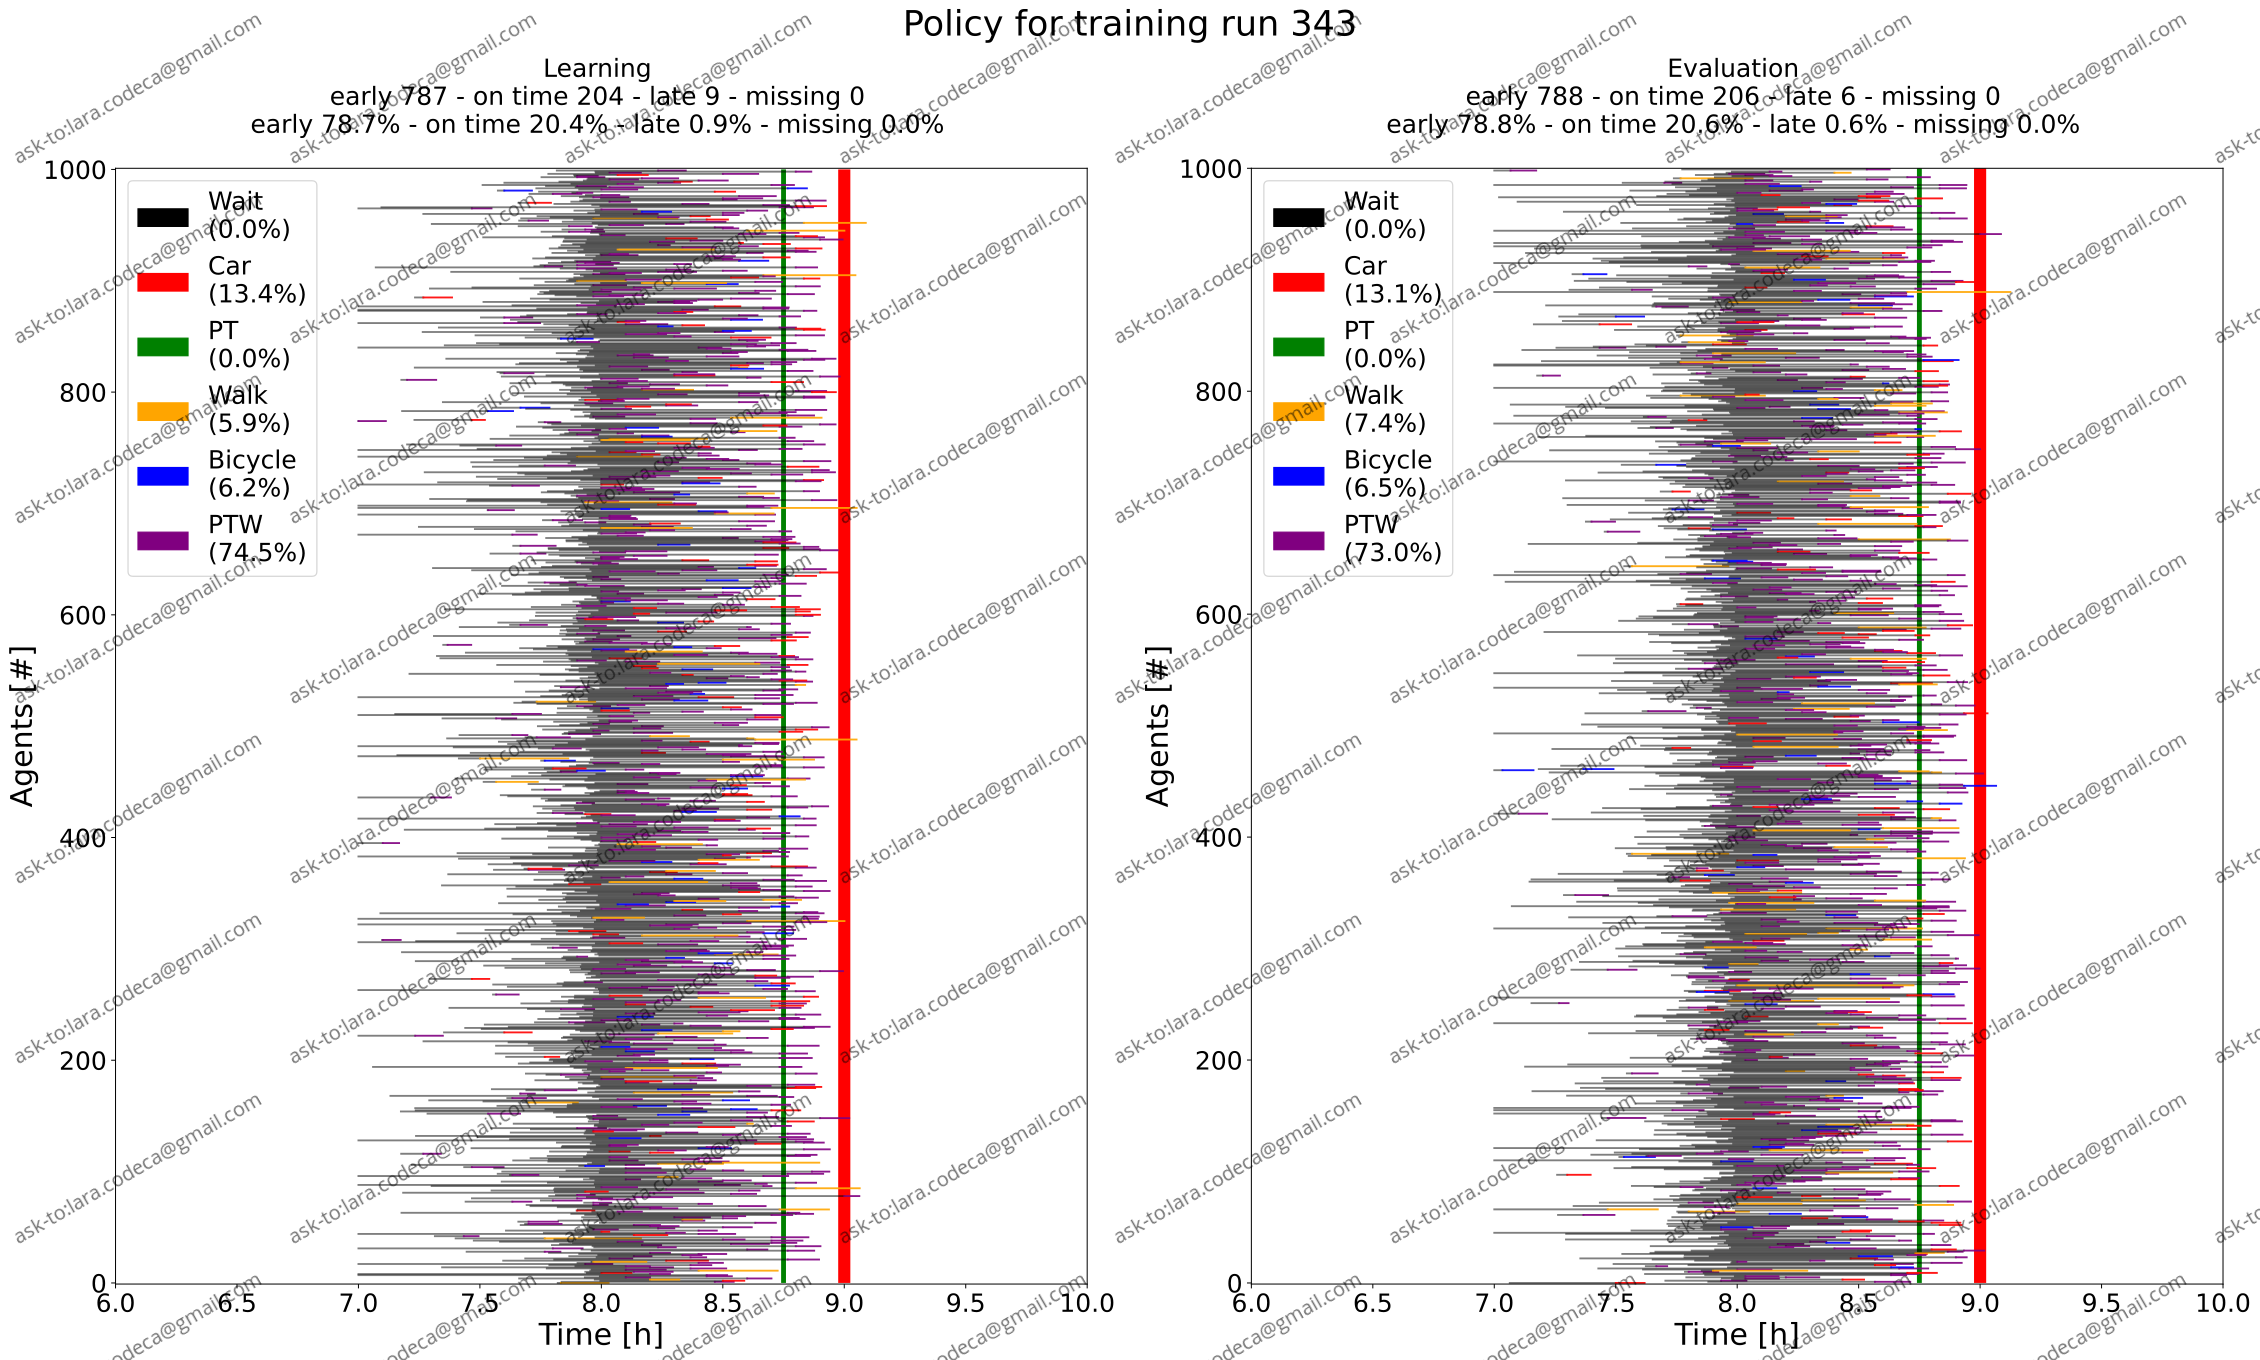 Policy for training run 343
Learning
early 787 - on time 204 - late 9 - missing 0
early 78.7% - on time 20.4% - late 0.9% - missing 0.0%
1000
800
600
400
200
0
Agents [#]
Wait
(0.0%)
Car
(13.4%)
PT
(0.0%)
Walk
(5.9%)
Bicycle
(6.2%)
PTW
(74.5%)
6.0 6.5 7.0 7.5 8.0 8.5 9.0 9.5 10.0
Time [h]
Evaluation
early 788 - on time 206 - late 6 - missing 0
early 78.8% - on time 20.6% - late 0.6% - missing 0.0%
1000
800
600
400
200
0
Agents [#]
Wait
(0.0%)
Car
(13.1%)
PT
(0.0%)
Walk
(7.4%)
Bicycle
(6.5%)
PTW
(73.0%)
6.0 6.5 7.0 7.5 8.0 8.5 9.0 9.5 10.0
Time [h]
ask-to:lara.codeca@gmail.com